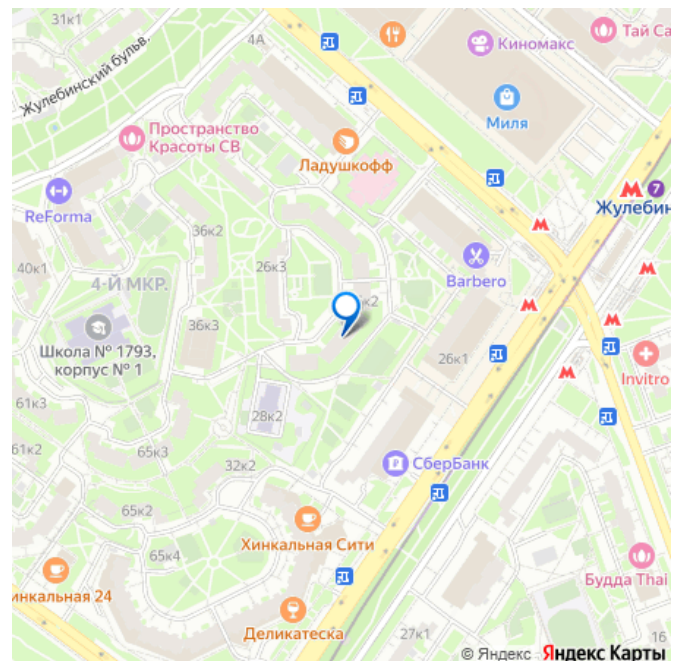 31к1
4А
Жулебинский бульв.
Киномакс
Тай Са
Миля
Пространство
Красоты СВ
Ладушкофф
ReForma
7
Жулебин
36к2
Barbero
40к1
26к3
4-Й МКР.
к2
36к3
Школа № 1793,
корпус № 1
26к1
Invitro
61к3
28к2
61к2
65к3
32к2
СберБанк
65к2
Хинкальная Сити
65к4
инкальная 24
Будда Thai
Деликатеска
27к1
16
© Яндекс Яндекс Карты